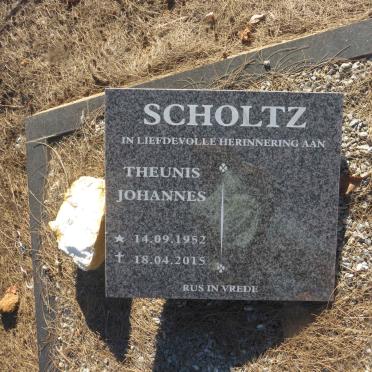 SCHOLTZ
IN LIEFDEVOLLE HERINNERING AAN
THEUNIS
JOHANNES
★ 14.09.1952
✝ 18.04.2015
RUS IN VREDE